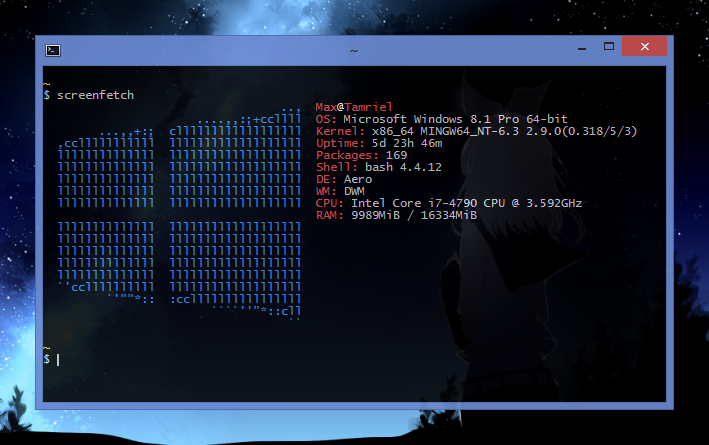 ~
~
$ screenfetch
Max@Tamriel
OS: Microsoft Windows 8.1 Pro 64-bit
Kernel: x86_64 MINGW64_NT-6.3 2.9.0(0.318/5/3)
Uptime: 5d 23h 46m
Packages: 169
Shell: bash 4.4.12
DE: Aero
WM: DWM
CPU: Intel Core i7-4790 CPU @ 3.592GHz
RAM: 9989MiB / 16334MiB
~
$